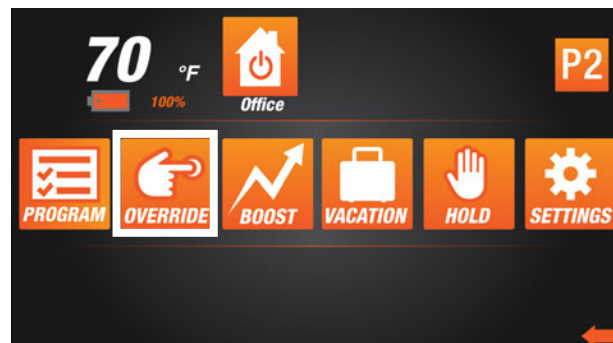 70 °F
P2
100%
Office
PROGRAM OVERRIDE BOOST VACATION HOLD SETTINGS